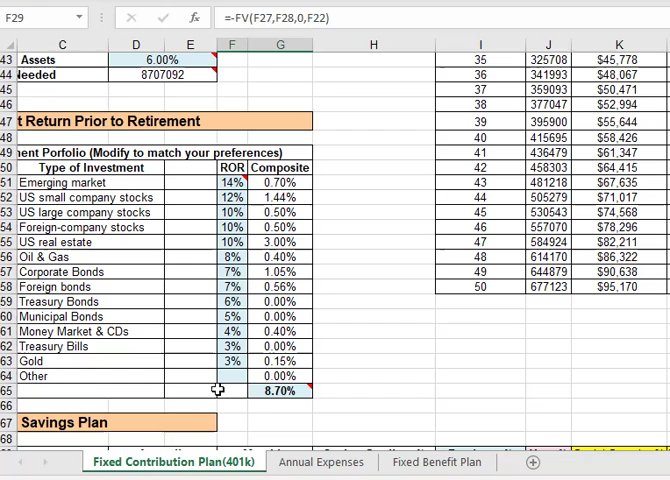 F29 =-FV(F27,F28,0,F22)
C D E F G H I J K
43 Assets 6.00% 35 325708 $45,778
44 Needed 8707092 36 341993 $48,067
45 37 359093 $50,471
46 38 377047 $52,994
47 t Return Prior to Retirement 39 395900 $55,644
48 40 415695 $58,426
49 nent Porfolio (Modify to match your preferences) 41 436479 $61,347
50 Type of Investment ROR Composite 42 458303 $64,415
51 Emerging market 14% 0.70% 43 481218 $67,635
52 US small company stocks 12% 1.44% 44 505279 $71,017
53 US large company stocks 10% 0.50% 45 530543 $74,568
54 Foreign-company stocks 10% 0.50% 46 557070 $78,296
55 US real estate 10% 3.00% 47 584924 $82,211
56 Oil & Gas 8% 0.40% 48 614170 $86,322
57 Corporate Bonds 7% 1.05% 49 644879 $90,638
58 Foreign bonds 7% 0.56% 50 677123 $95,170
59 Treasury Bonds 6% 0.00%
60 Municipal Bonds 5% 0.00%
61 Money Market & CDs 4% 0.40%
62 Treasury Bills 3% 0.00%
63 Gold 3% 0.15%
64 Other 0.00%
65 8.70%
66
67 Savings Plan
68
Fixed Contribution Plan(401k) Annual Expenses Fixed Benefit Plan